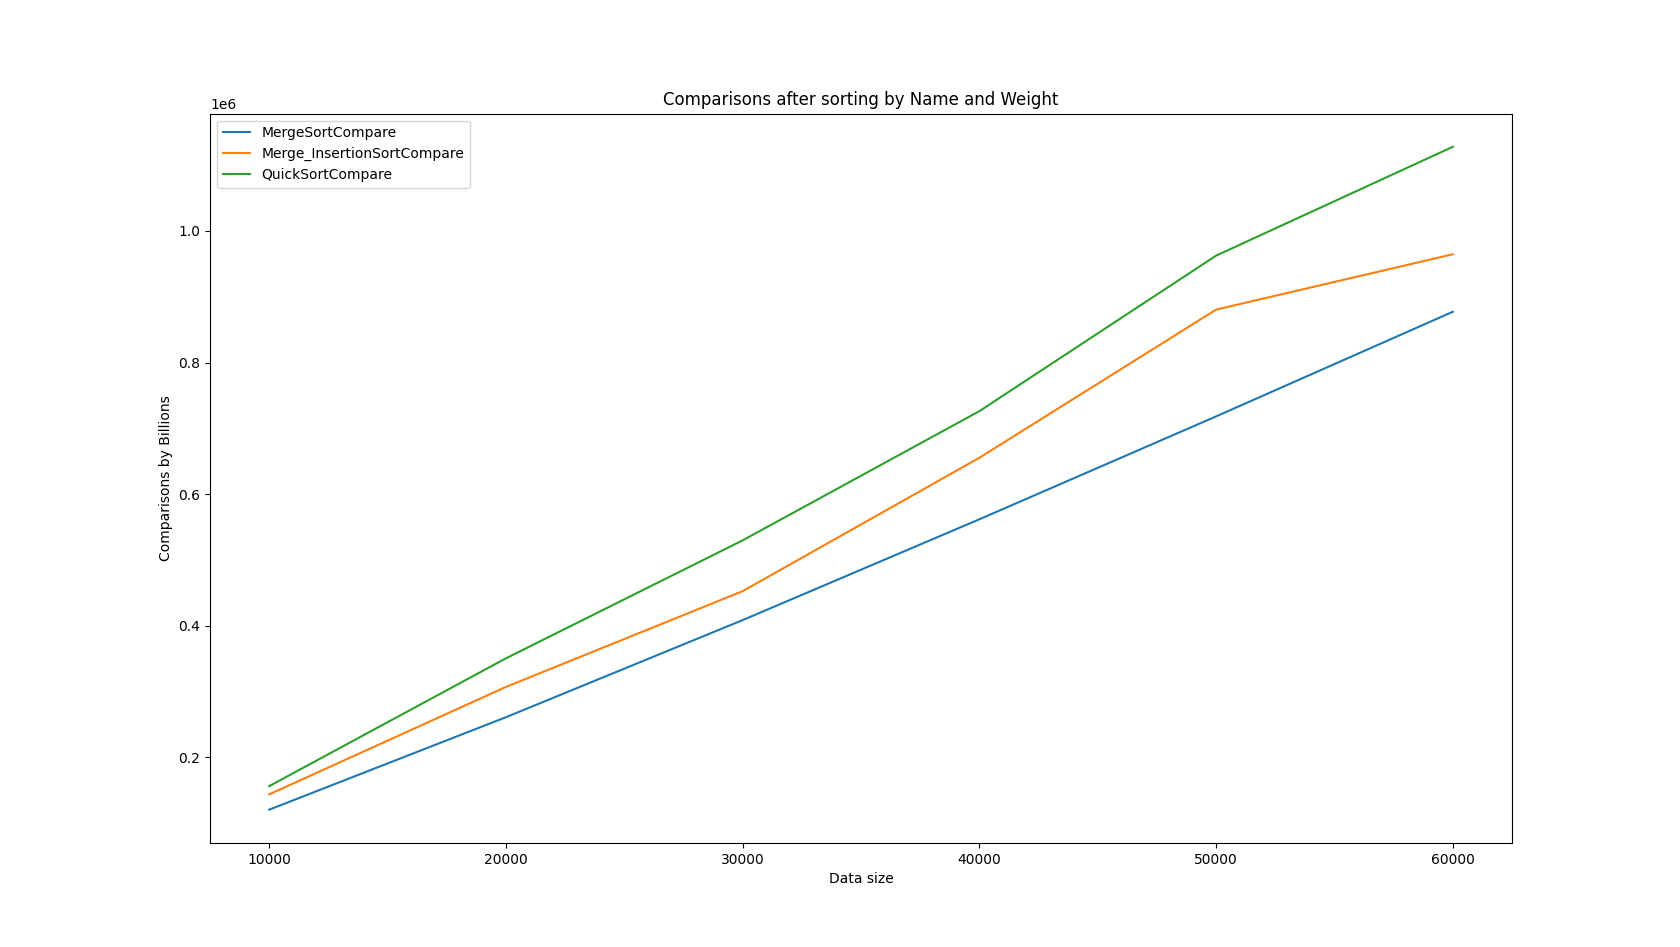 Comparisons after sorting by Name and Weight
1e6
MergeSortCompare
Merge_InsertionSortCompare
QuickSortCompare
1.0
0.8
0.6
0.4
0.2
Comparisons by Billions
10000 20000 30000 40000 50000 60000
Data size